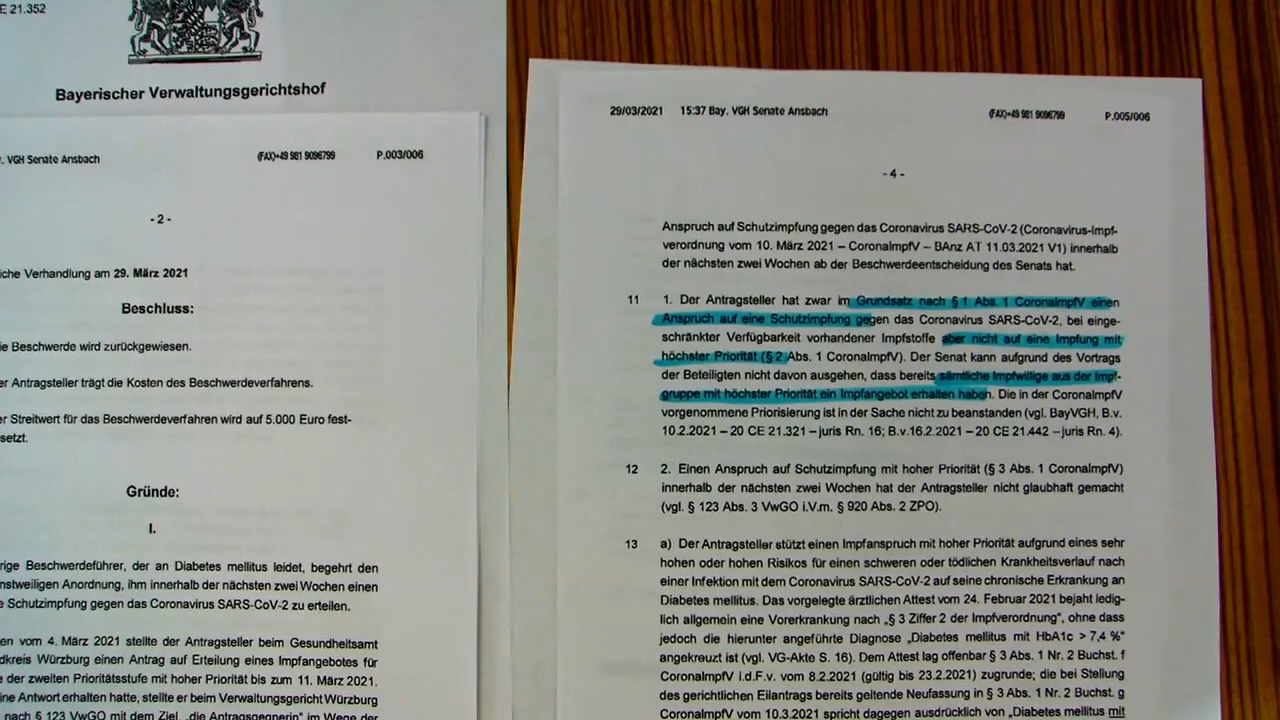 E 21.352
Bayerischer Verwaltungsgerichtshof
. VGH Senate Ansbach (FAX)+49 981 9096799 P.003/006
- 2 -
iche Verhandlung am 29. März 2021
Beschluss:
ie Beschwerde wird zurückgewiesen.
er Antragsteller trägt die Kosten des Beschwerdeverfahrens.
er Streitwert für das Beschwerdeverfahren wird auf 5.000 Euro fest-
setzt.
Gründe:
I.
rige Beschwerdeführer, der an Diabetes mellitus leidet, begehrt den
nstweiligen Anordnung, ihm innerhalb der nächsten zwei Wochen einen
e Schutzimpfung gegen das Coronavirus SARS-CoV-2 zu erteilen.
en vom 4. März 2021 stellte der Antragsteller beim Gesundheitsamt
dkreis Würzburg einen Antrag auf Erteilung eines Impfangebotes für
e der zweiten Prioritätsstufe mit hoher Priorität bis zum 11. März 2021.
ine Antwort erhalten hatte, stellte er beim Verwaltungsgericht Würzburg
nach § 123 VwGO mit dem Ziel, „die Antragsgegnerin" im Wege der
29/03/2021 15:37 Bay. VGH Senate Ansbach (FAX)+49 981 9096799 P.005/006
- 4 -
Anspruch auf Schutzimpfung gegen das Coronavirus SARS-CoV-2 (Coronavirus-Impf-
verordnung vom 10. März 2021 – CoronaImpfV – BAnz AT 11.03.2021 V1) innerhalb
der nächsten zwei Wochen ab der Beschwerdeentscheidung des Senats hat.
11 1. Der Antragsteller hat zwar im Grundsatz nach § 1 Abs. 1 CoronaImpfV einen
Anspruch auf eine Schutzimpfung gegen das Coronavirus SARS-CoV-2, bei einge-
schränkter Verfügbarkeit vorhandener Impfstoffe aber nicht auf eine Impfung mit
höchster Priorität (§ 2 Abs. 1 CoronaImpfV). Der Senat kann aufgrund des Vortrags
der Beteiligten nicht davon ausgehen, dass bereits sämtliche Impfwillige aus der Impf-
gruppe mit höchster Priorität ein Impfangebot erhalten haben. Die in der CoronaImpfV
vorgenommene Priorisierung ist in der Sache nicht zu beanstanden (vgl. BayVGH, B.v.
10.2.2021 – 20 CE 21.321 – juris Rn. 16; B.v.16.2.2021 – 20 CE 21.442 – juris Rn. 4).
12 2. Einen Anspruch auf Schutzimpfung mit hoher Priorität (§ 3 Abs. 1 CoronaImpfV)
innerhalb der nächsten zwei Wochen hat der Antragsteller nicht glaubhaft gemacht
(vgl. § 123 Abs. 3 VwGO i.V.m. § 920 Abs. 2 ZPO).
13 a) Der Antragsteller stützt einen Impfanspruch mit hoher Priorität aufgrund eines sehr
hohen oder hohen Risikos für einen schweren oder tödlichen Krankheitsverlauf nach
einer Infektion mit dem Coronavirus SARS-CoV-2 auf seine chronische Erkrankung an
Diabetes mellitus. Das vorgelegte ärztlichen Attest vom 24. Februar 2021 bejaht ledig-
lich allgemein eine Vorerkrankung nach „§ 3 Ziffer 2 der Impfverordnung", ohne dass
jedoch die hierunter angeführte Diagnose „Diabetes mellitus mit HbA1c > 7,4 %"
angekreuzt ist (vgl. VG-Akte S. 16). Dem Attest lag offenbar § 3 Abs. 1 Nr. 2 Buchst. f
CoronaImpfV i.d.F.v. vom 8.2.2021 (gültig bis 23.2.2021) zugrunde; die bei Stellung
des gerichtlichen Eilantrags bereits geltende Neufassung in § 3 Abs. 1 Nr. 2 Buchst. g
CoronaImpfV vom 10.3.2021 spricht dagegen ausdrücklich von „Diabetes mellitus mit